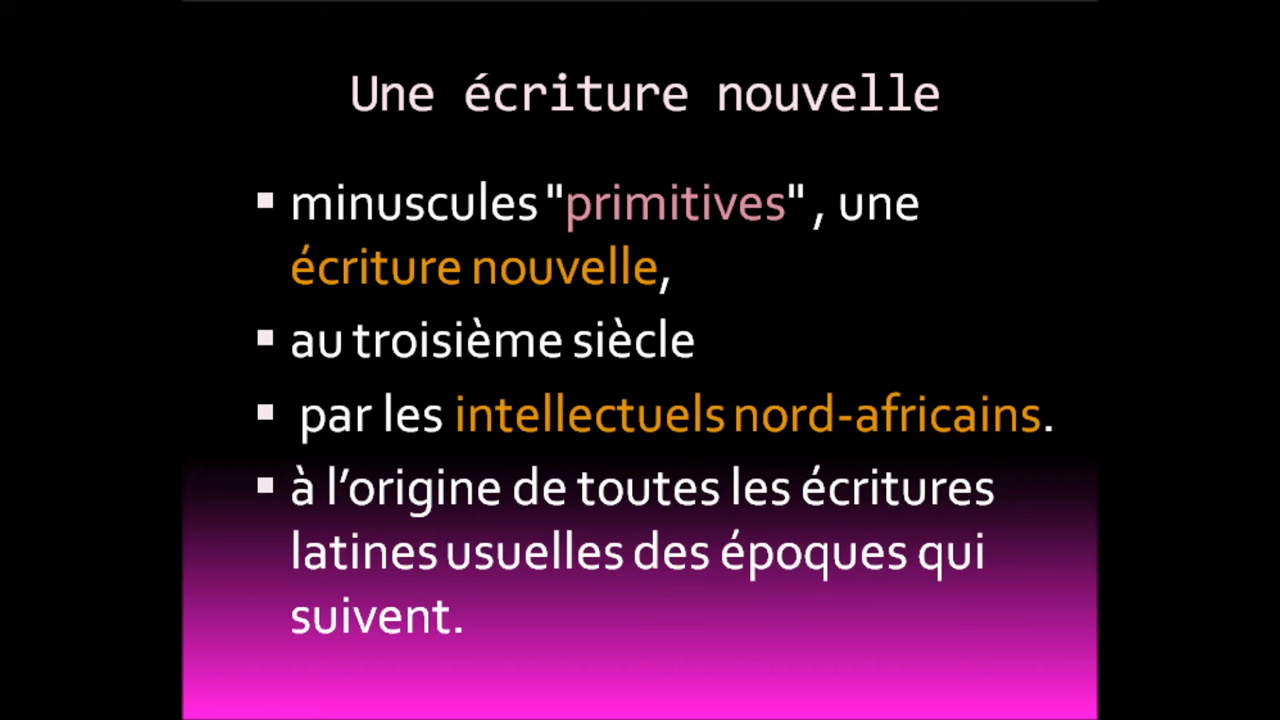 Une écriture nouvelle
▪ minuscules "primitives" , une
écriture nouvelle,
▪ au troisième siècle
▪ par les intellectuels nord-africains.
▪ à l’origine de toutes les écritures
latines usuelles des époques qui
suivent.